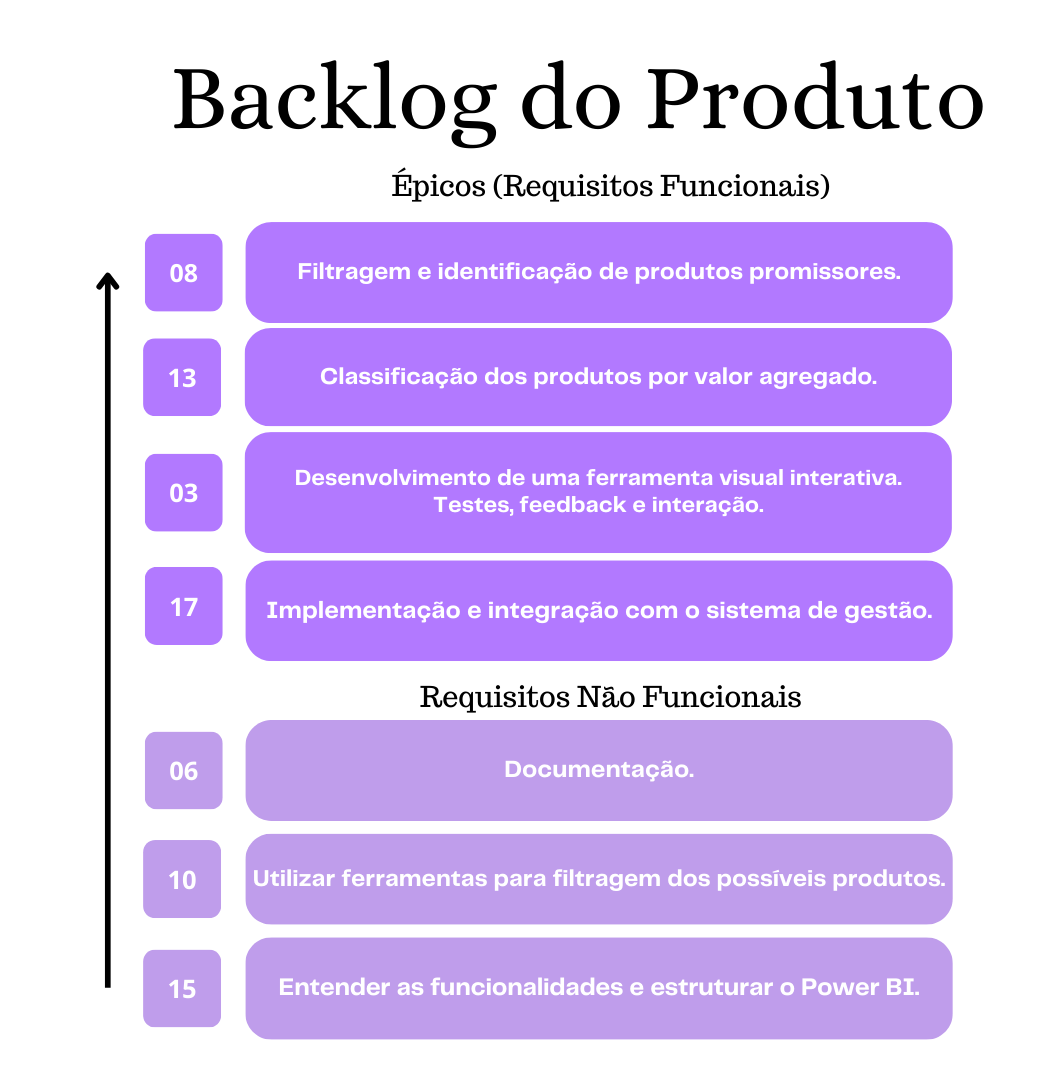 Backlog do Produto
Épicos (Requisitos Funcionais)
08
Filtragem e identificação de produtos promissores.
13
Classificação dos produtos por valor agregado.
03
Desenvolvimento de uma ferramenta visual interativa.
Testes, feedback e interação.
17
Implementação e integração com o sistema de gestão.
Requisitos Não Funcionais
06
Documentação.
10
Utilizar ferramentas para filtragem dos possíveis produtos.
15
Entender as funcionalidades e estruturar o Power BI.